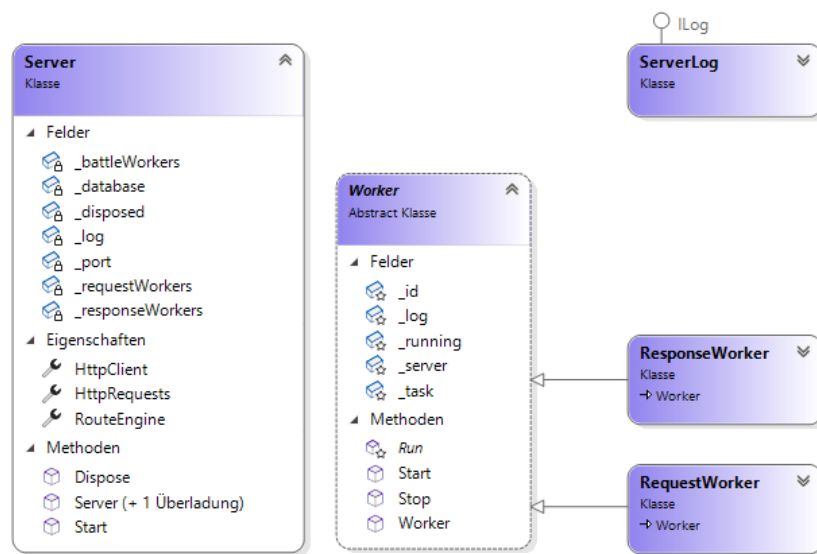 Server
Klasse
Felder
_battleWorkers
_database
_disposed
_log
_port
_requestWorkers
_responseWorkers
Eigenschaften
HttpClient
HttpRequests
RouteEngine
Methoden
Dispose
Server (+ 1 Überladung)
Start
Worker
Abstract Klasse
Felder
_id
_log
_running
_server
_task
Methoden
Run
Start
Stop
Worker
ILog
ServerLog
Klasse
ResponseWorker
Klasse
Worker
RequestWorker
Klasse
Worker